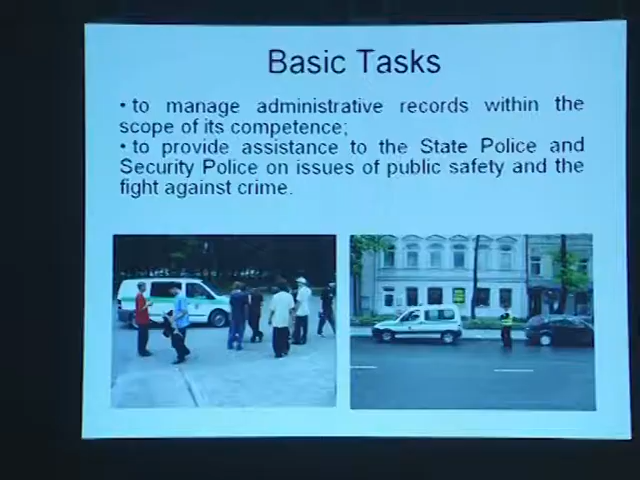 Basic Tasks
• to manage administrative records within the
scope of its competence;
• to provide assistance to the State Police and
Security Police on issues of public safety and the
fight against crime.